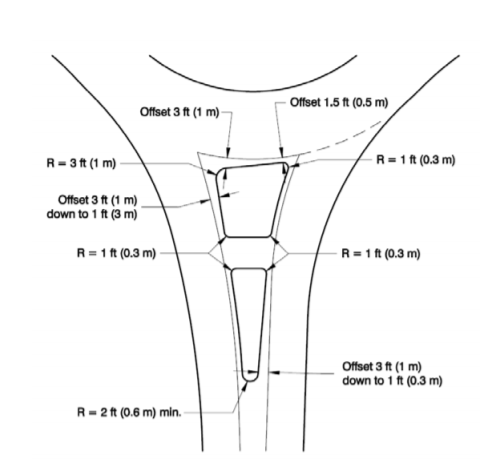 Offset 3 ft (1 m)
Offset 1.5 ft (0.5 m)
R = 3 ft (1 m)
R = 1 ft (0.3 m)
Offset 3 ft (1 m)
down to 1 ft (3 m)
R = 1 ft (0.3 m)
R = 1 ft (0.3 m)
Offset 3 ft (1 m)
down to 1 ft (0.3 m)
R = 2 ft (0.6 m) min.